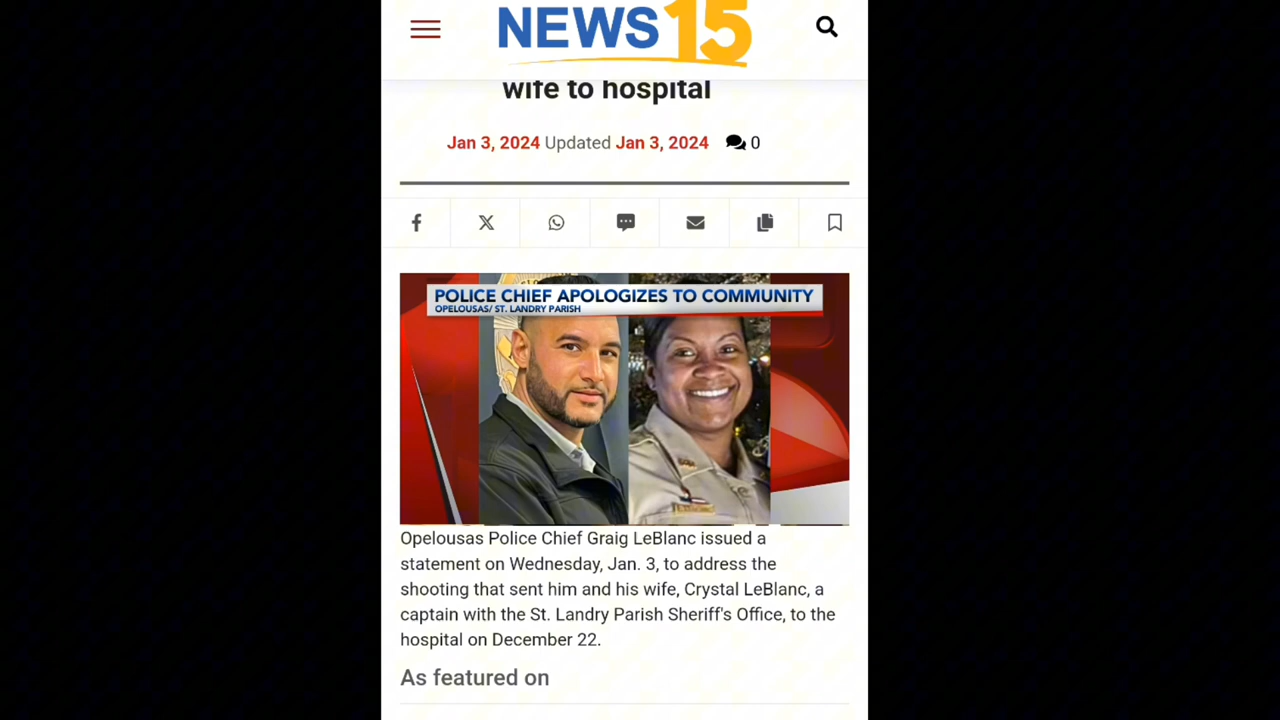 NEWS 15
wife to hospital
Jan 3, 2024 Updated Jan 3, 2024 0
POLICE CHIEF APOLOGIZES TO COMMUNITY
OPELOUSAS/ ST. LANDRY PARISH
Opelousas Police Chief Graig LeBlanc issued a
statement on Wednesday, Jan. 3, to address the
shooting that sent him and his wife, Crystal LeBlanc, a
captain with the St. Landry Parish Sheriff's Office, to the
hospital on December 22.
As featured on